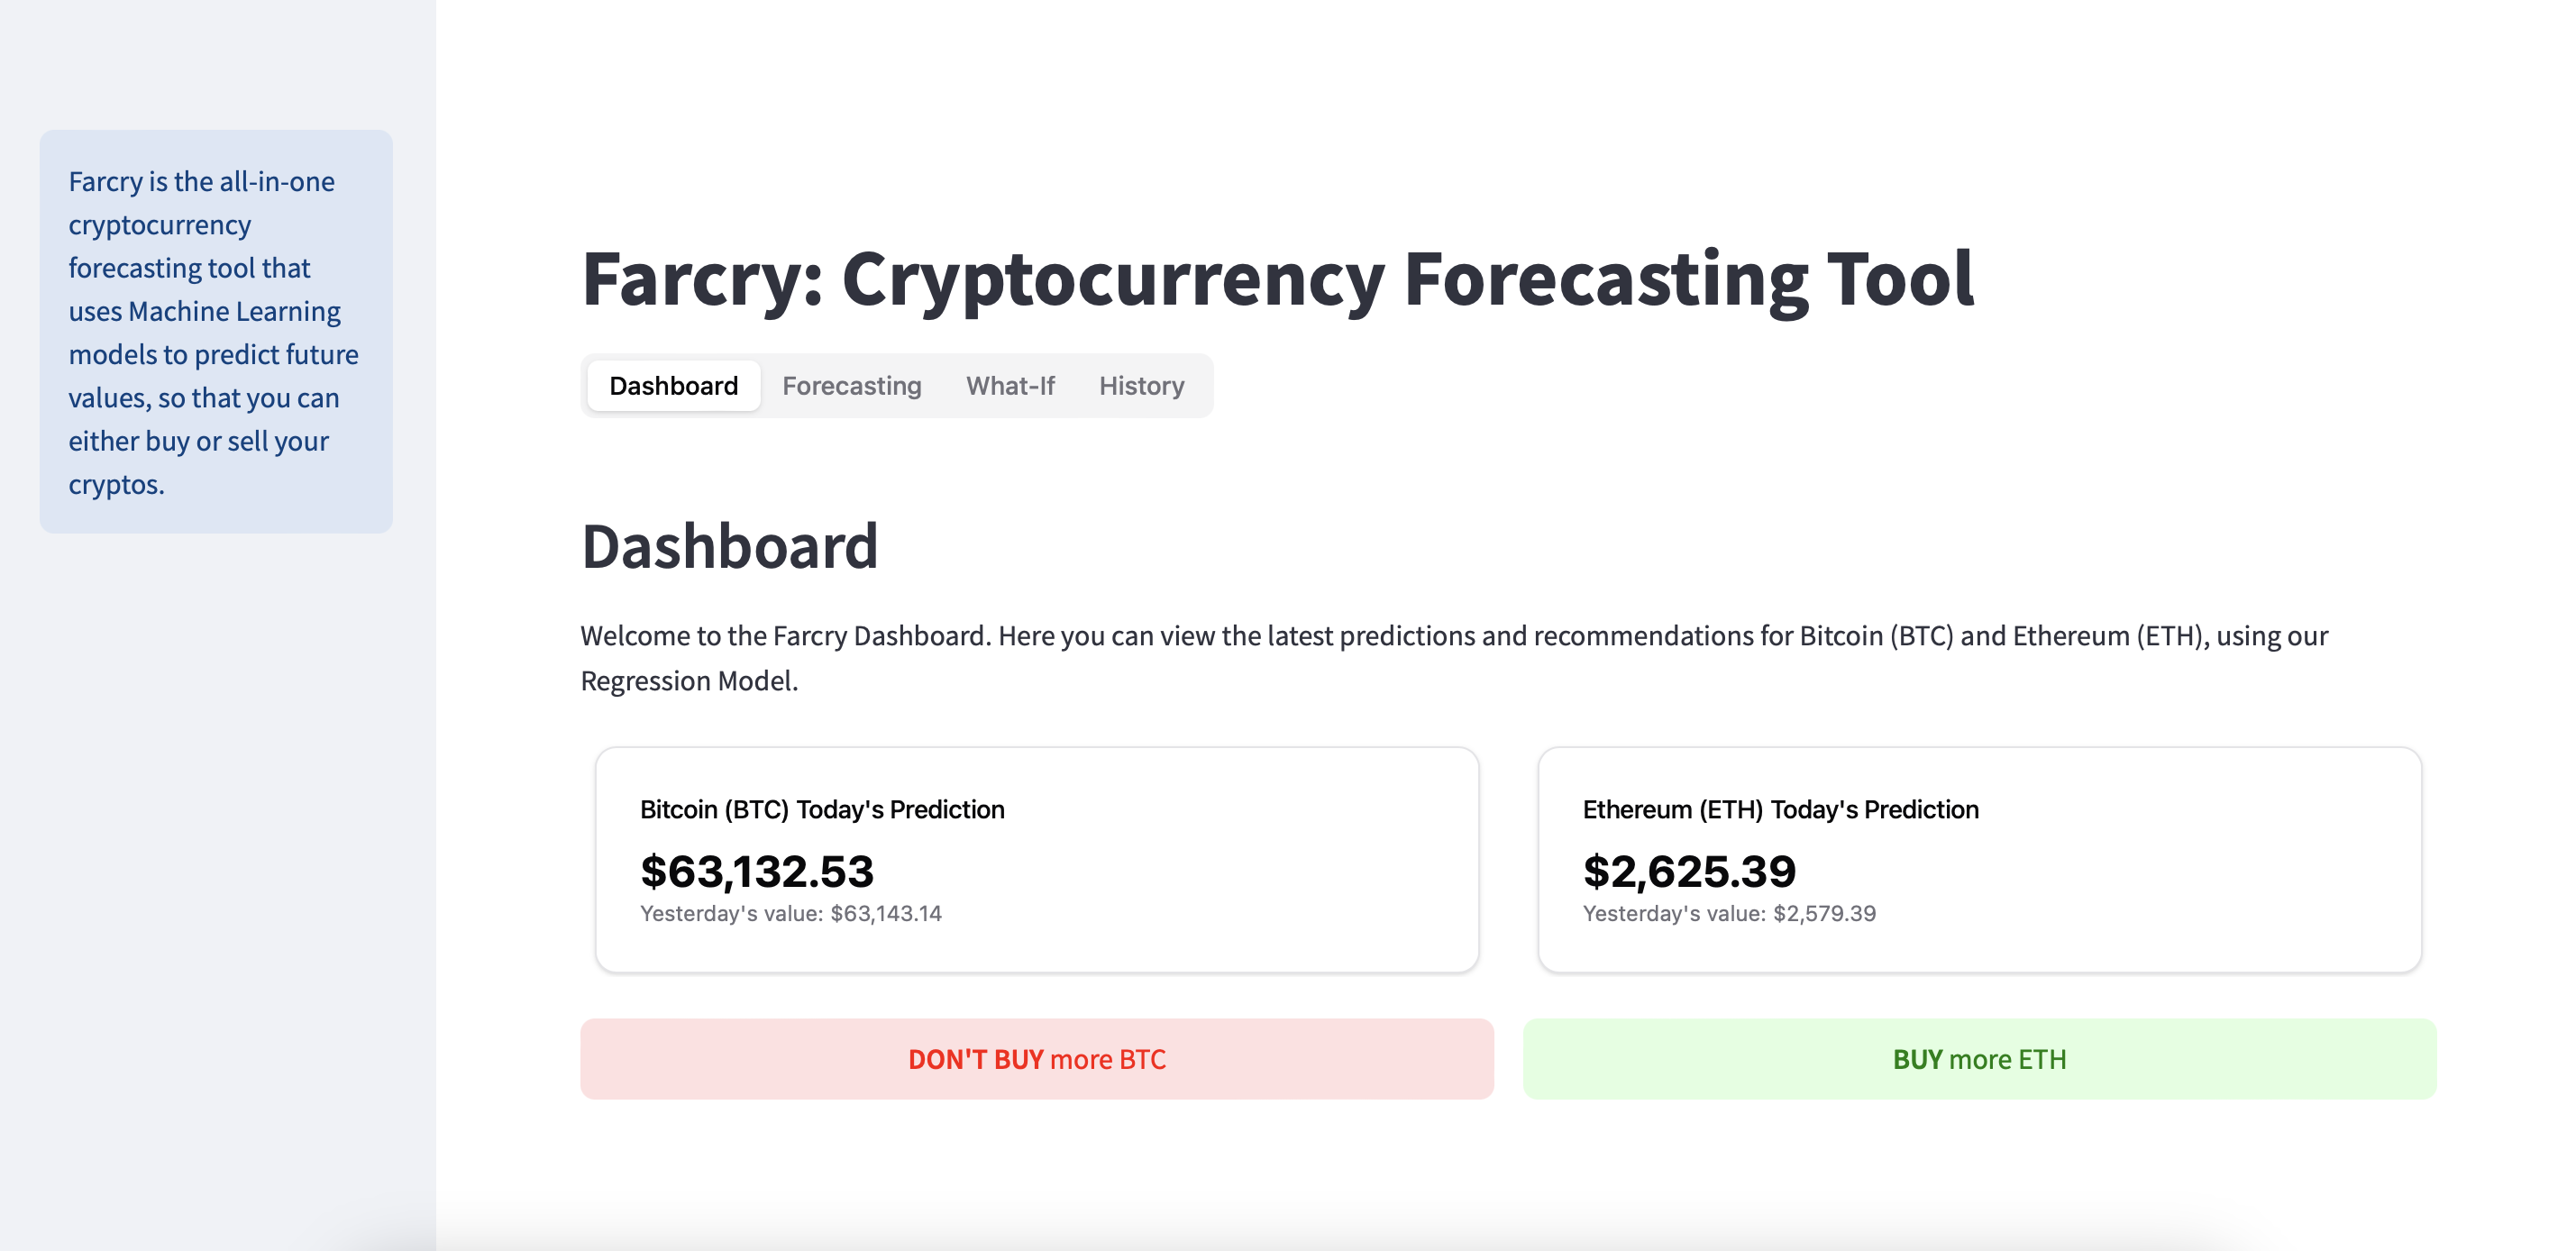 Farcry is the all-in-one
cryptocurrency
forecasting tool that
uses Machine Learning
models to predict future
values, so that you can
either buy or sell your
cryptos.
Farcry: Cryptocurrency Forecasting Tool
Dashboard Forecasting What-If History
Dashboard
Welcome to the Farcry Dashboard. Here you can view the latest predictions and recommendations for Bitcoin (BTC) and Ethereum (ETH), using our
Regression Model.
Bitcoin (BTC) Today's Prediction
$63,132.53
Yesterday's value: $63,143.14
Ethereum (ETH) Today's Prediction
$2,625.39
Yesterday's value: $2,579.39
DON'T BUY more BTC
BUY more ETH